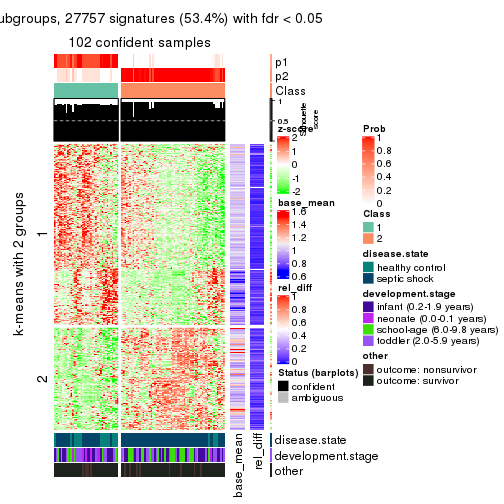 ubgroups, 27757 signatures (53.4%) with fdr < 0.05
102 confident samples
p1
p2
Class
1
0.5
Silhouette
score
k-means with 2 groups
1
2
z-score
2
1
0
-1
-2
base_mean
1.6
1.4
1.2
1
0.8
0.6
rel_diff
1
0.8
0.6
0.4
0.2
0
Status (barplots)
confident
ambiguous
Prob
1
0.8
0.6
0.4
0.2
0
Class
1
2
disease.state
healthy control
septic shock
development.stage
infant (0.2-1.9 years)
neonate (0.0-0.1 years)
school-age (6.0-9.8 years)
toddler (2.0-5.9 years)
other
outcome: nonsurvivor
outcome: survivor
disease.state
development.stage
other
base_mean
rel_diff